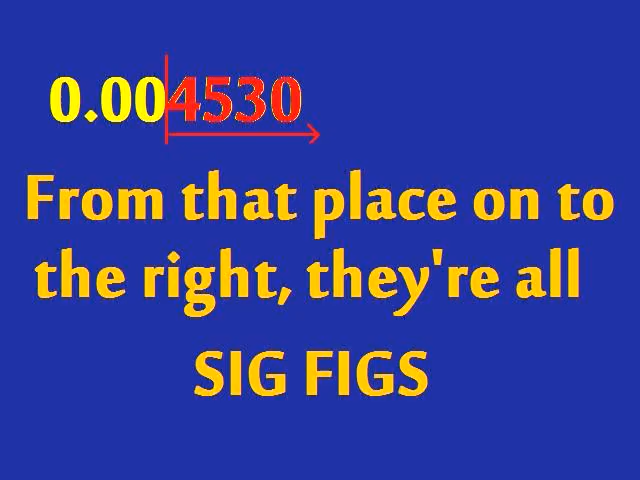 0.004530
From that place on to
the right, they're all
SIG FIGS